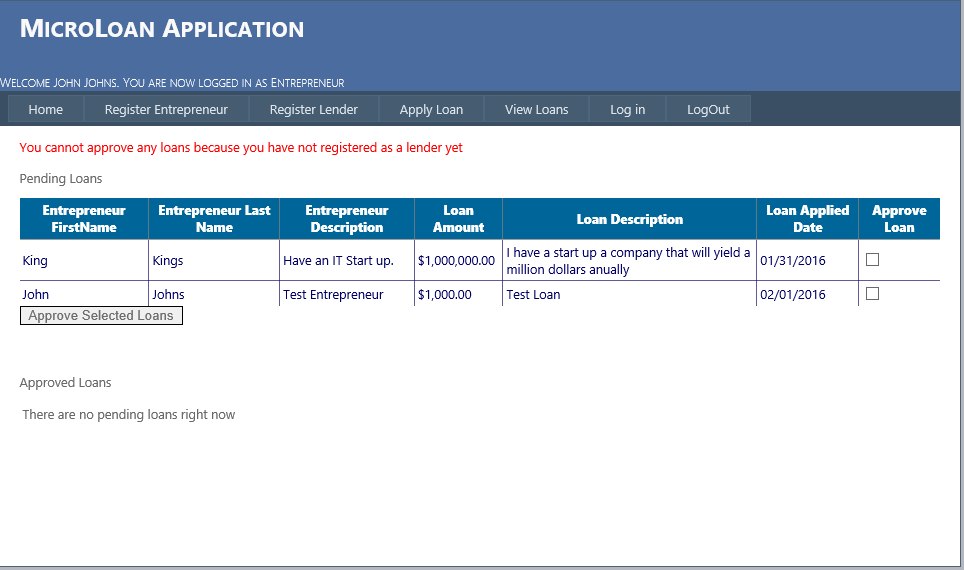 MicroLoan Application
Welcome John Johns. You are now logged in as Entrepreneur
Home Register Entrepreneur Register Lender Apply Loan View Loans Log in LogOut
You cannot approve any loans because you have not registered as a lender yet
Pending Loans
Entrepreneur FirstName Entrepreneur Last Name Entrepreneur Description Loan Amount Loan Description Loan Applied Date Approve Loan
King Kings Have an IT Start up. $1,000,000.00 I have a start up a company that will yield a million dollars anually 01/31/2016
John Johns Test Entrepreneur $1,000.00 Test Loan 02/01/2016
Approve Selected Loans
Approved Loans
There are no pending loans right now